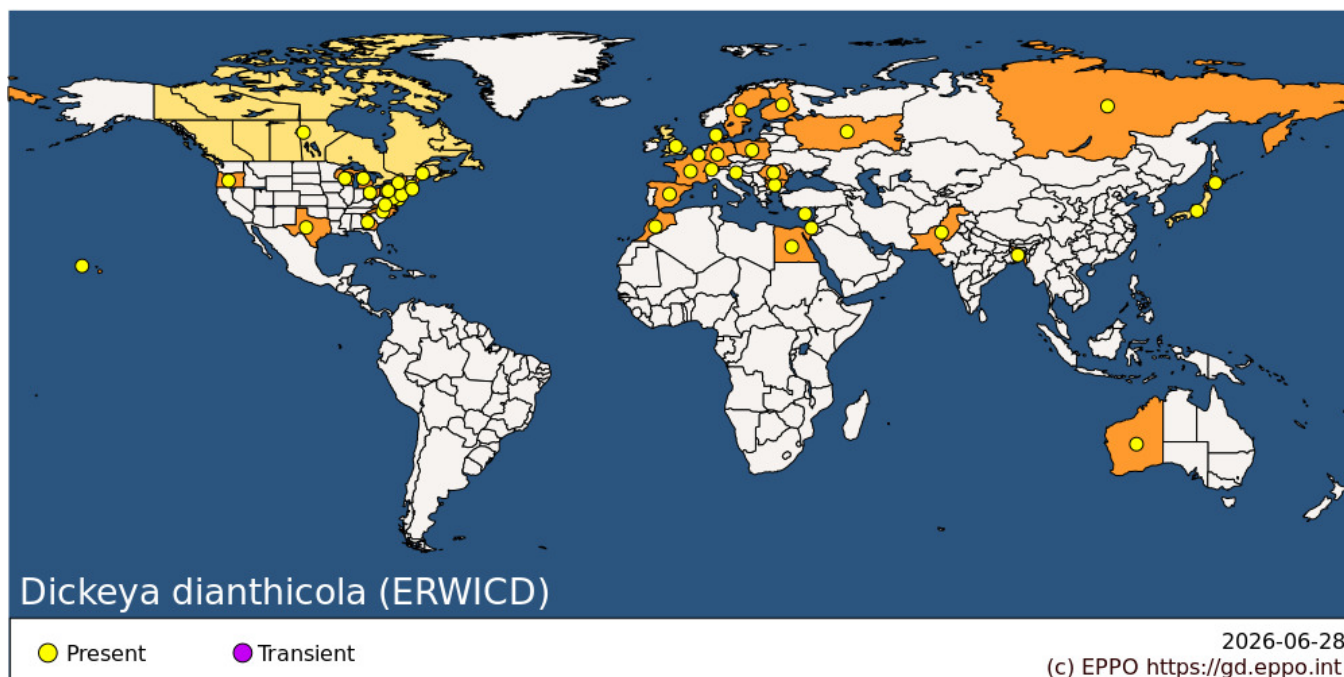 Dickeya dianthicola (ERWICD)
Present
Transient
2026-06-28
(c) EPPO https://gd.eppo.int